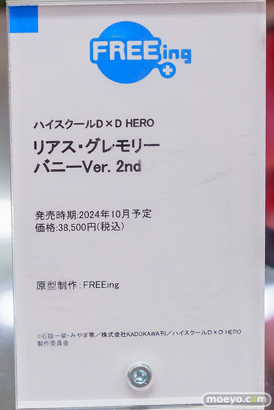 FREEing
ハイスクールD×D HERO
リアス・グレモリー
バニーVer. 2nd
発売時期:2024年10月予定
価格:38,500円(税込)
原型制作:FREEing
©石踏一榮・みやま零／株式会社KADOKAWA刊／ハイスクールD×D HERO
製作委員会
moeyo.com